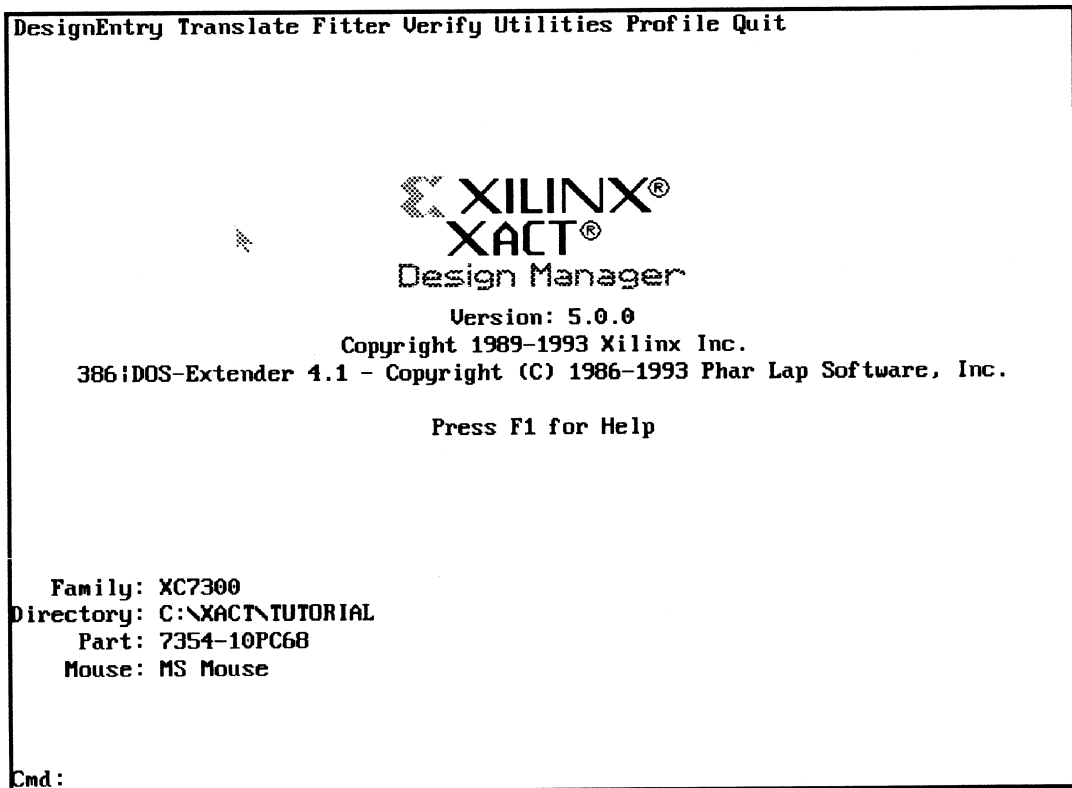 DesignEntry Translate Fitter Verify Utilities Profile Quit
XILINX®
XACT®
Design Manager
Version: 5.0.0
Copyright 1989-1993 Xilinx Inc.
386|DOS-Extender 4.1 - Copyright (C) 1986-1993 Phar Lap Software, Inc.
Press F1 for Help
Family: XC7300
Directory: C:\XACT\TUTORIAL
Part: 7354-10PC68
Mouse: MS Mouse
Cmd: